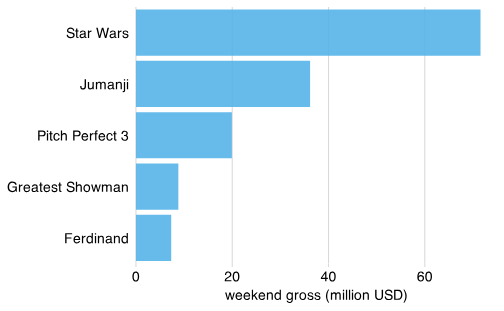 Star Wars
Jumanji
Pitch Perfect 3
Greatest Showman
Ferdinand
0 20 40 60
weekend gross (million USD)